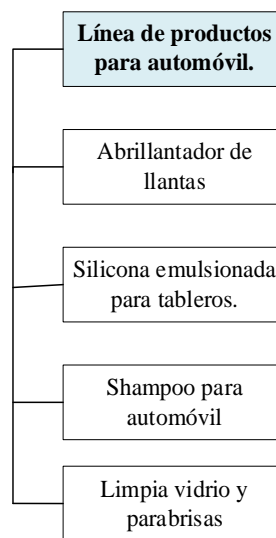 Línea de productos
para automóvil.
Abrillantador de
llantas
Silicona emulsionada
para tableros.
Shampoo para
automóvil
Limpia vidrio y
parabrisas